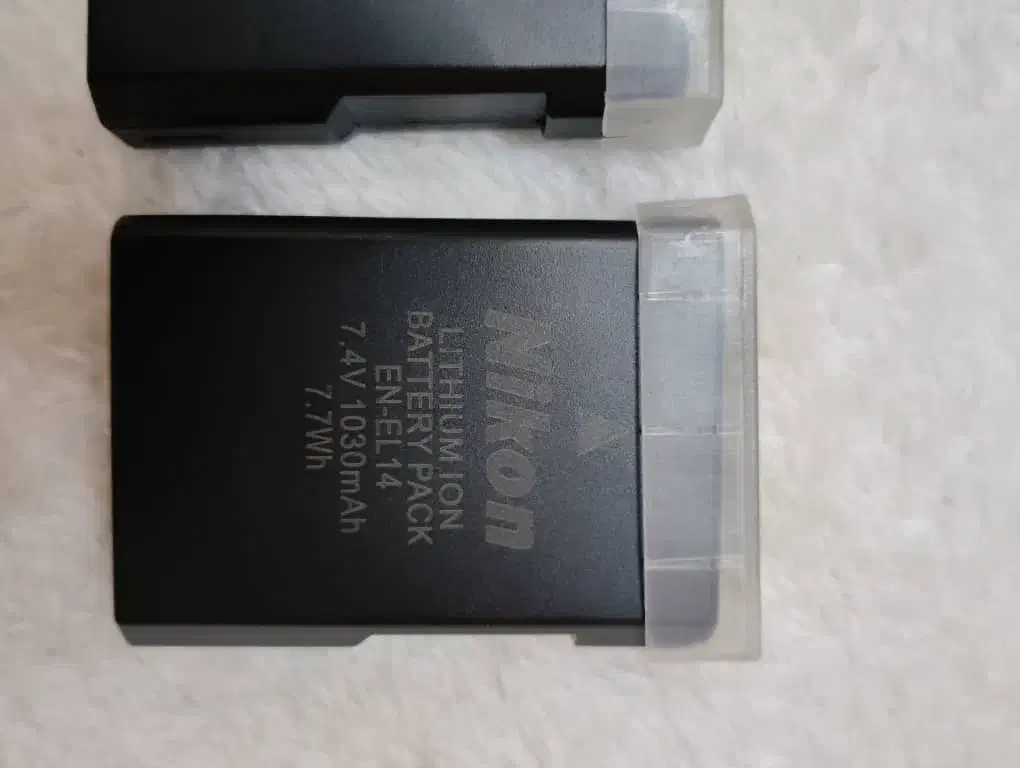 Nikon
LITHIUM ION
BATTERY PACK
EN-EL14
7.4V 1030mAh
7.7Wh